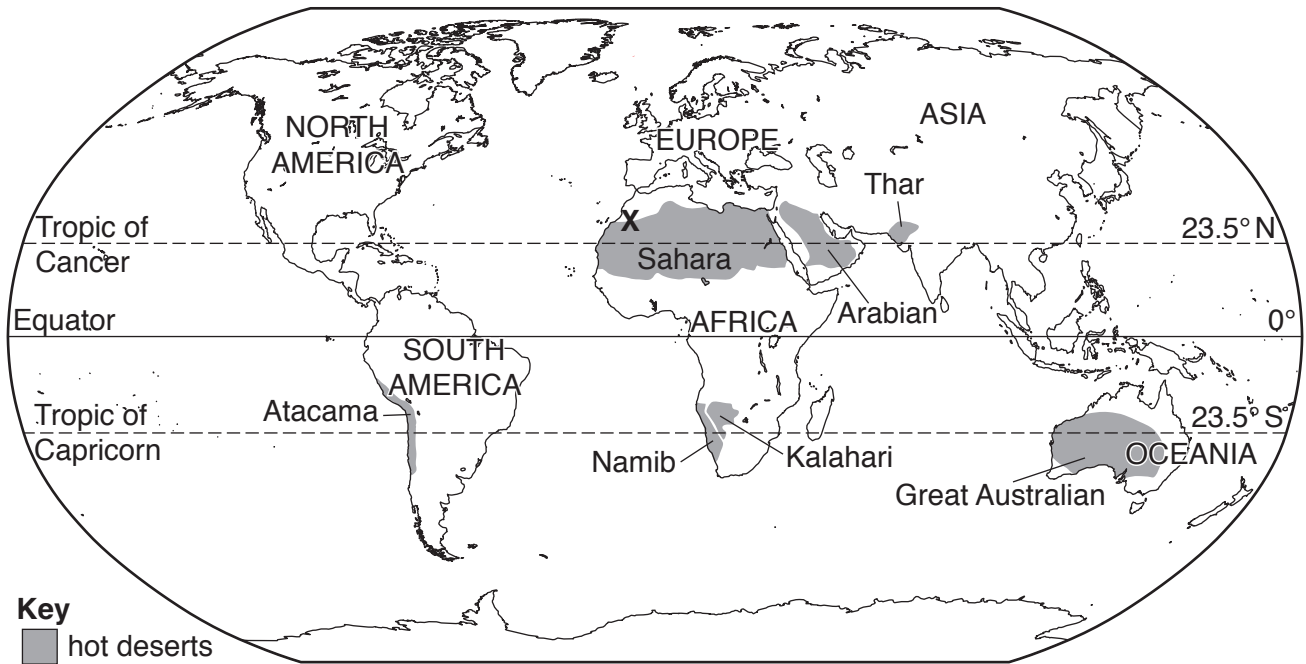 NORTH
AMERICA
EUROPE
ASIA
Thar
X
Tropic of
Cancer
23.5° N
Sahara
Arabian
Equator
AFRICA
0°
SOUTH
AMERICA
Atacama
Tropic of
Capricorn
23.5° S
Namib
Kalahari
OCEANIA
Great Australian
Key
hot deserts